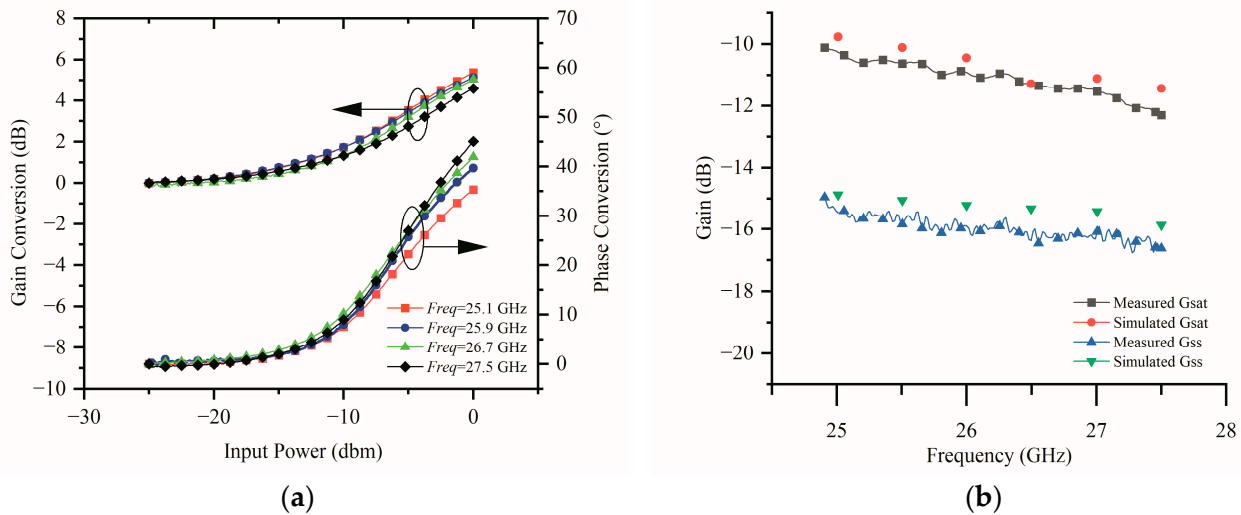 8
6
4
2
0
−2
−4
−6
−8
−10
Gain Conversion (dB)
−30
−20
−10
0
Input Power (dbm)
70
60
50
40
30
20
10
0
Phase Conversion (°)
Freq=25.1 GHz
Freq=25.9 GHz
Freq=26.7 GHz
Freq=27.5 GHz
(a)
−10
−12
−14
−16
−18
−20
Gain (dB)
25
26
27
28
Frequency (GHz)
Measured Gsat
Simulated Gsat
Measured Gss
Simulated Gss
(b)